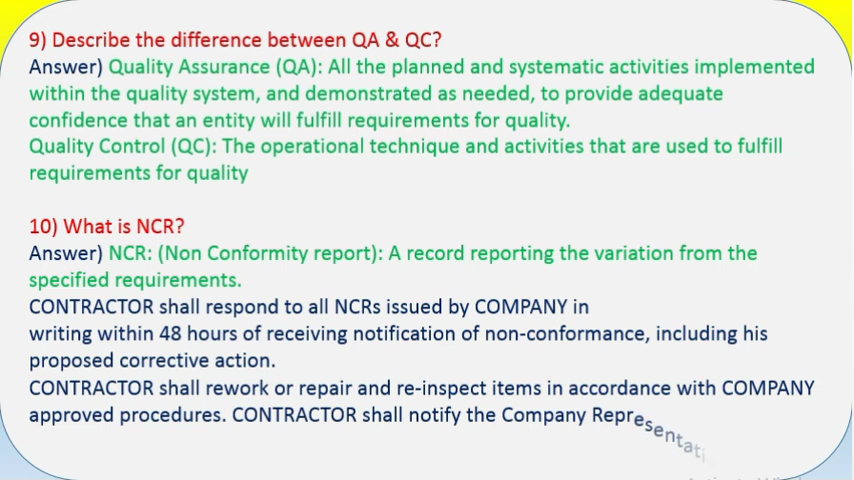 9) Describe the difference between QA & QC?
Answer) Quality Assurance (QA): All the planned and systematic activities implemented
within the quality system, and demonstrated as needed, to provide adequate
confidence that an entity will fulfill requirements for quality.
Quality Control (QC): The operational technique and activities that are used to fulfill
requirements for quality
10) What is NCR?
Answer) NCR: (Non Conformity report): A record reporting the variation from the
specified requirements.
CONTRACTOR shall respond to all NCRs issued by COMPANY in
writing within 48 hours of receiving notification of non-conformance, including his
proposed corrective action.
CONTRACTOR shall rework or repair and re-inspect items in accordance with COMPANY
approved procedures. CONTRACTOR shall notify the Company Representati